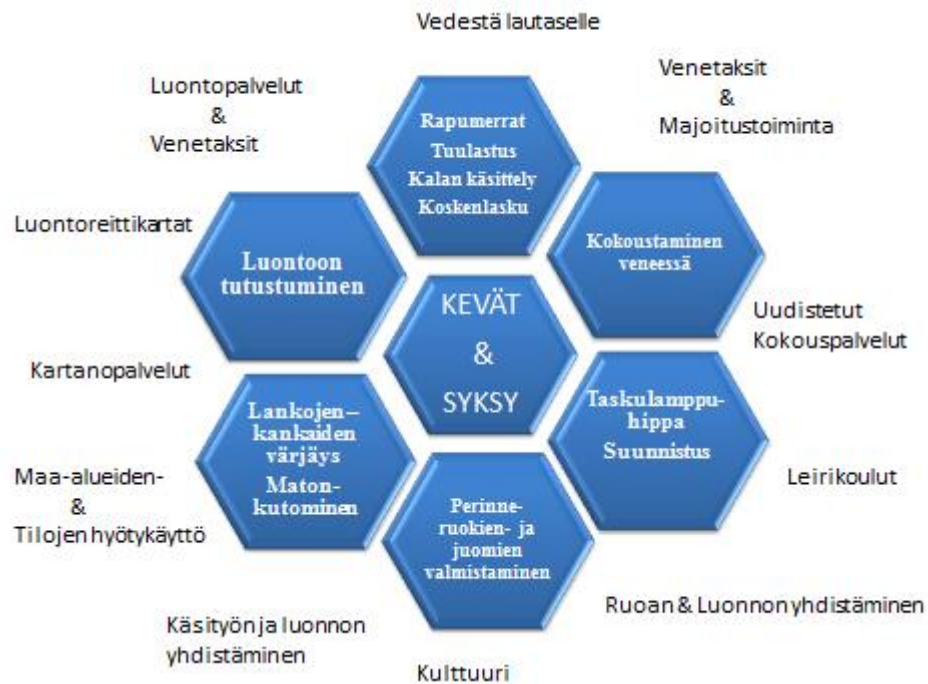 Vedestä lautaselle
Luontopalvelut
&
Venetaksit
Venetaksit
&
Majoitustoiminta
Rapumerrat
Tuulastus
Kalan käsittely
Koskenlasku
Luontoreittikartat
Luontoon
tutustuminen
Kokoustaminen
veneessä
KEVÄT
&
SYKSY
Uudistetut
Kokouspalvelut
Kartanopalvelut
Lankojen–
kankaiden
värjäys
Maton-
kutominen
Taskulamppu-
hippa
Suunnistus
Maa-alueiden-
&
Tilojen hyötykäyttö
Leirikoulut
Perinne-
ruokien- ja
juomien
valmistaminen
Ruoan & Luonnon yhdistäminen
Käsityön ja luonnon
yhdistäminen
Kulttuuri